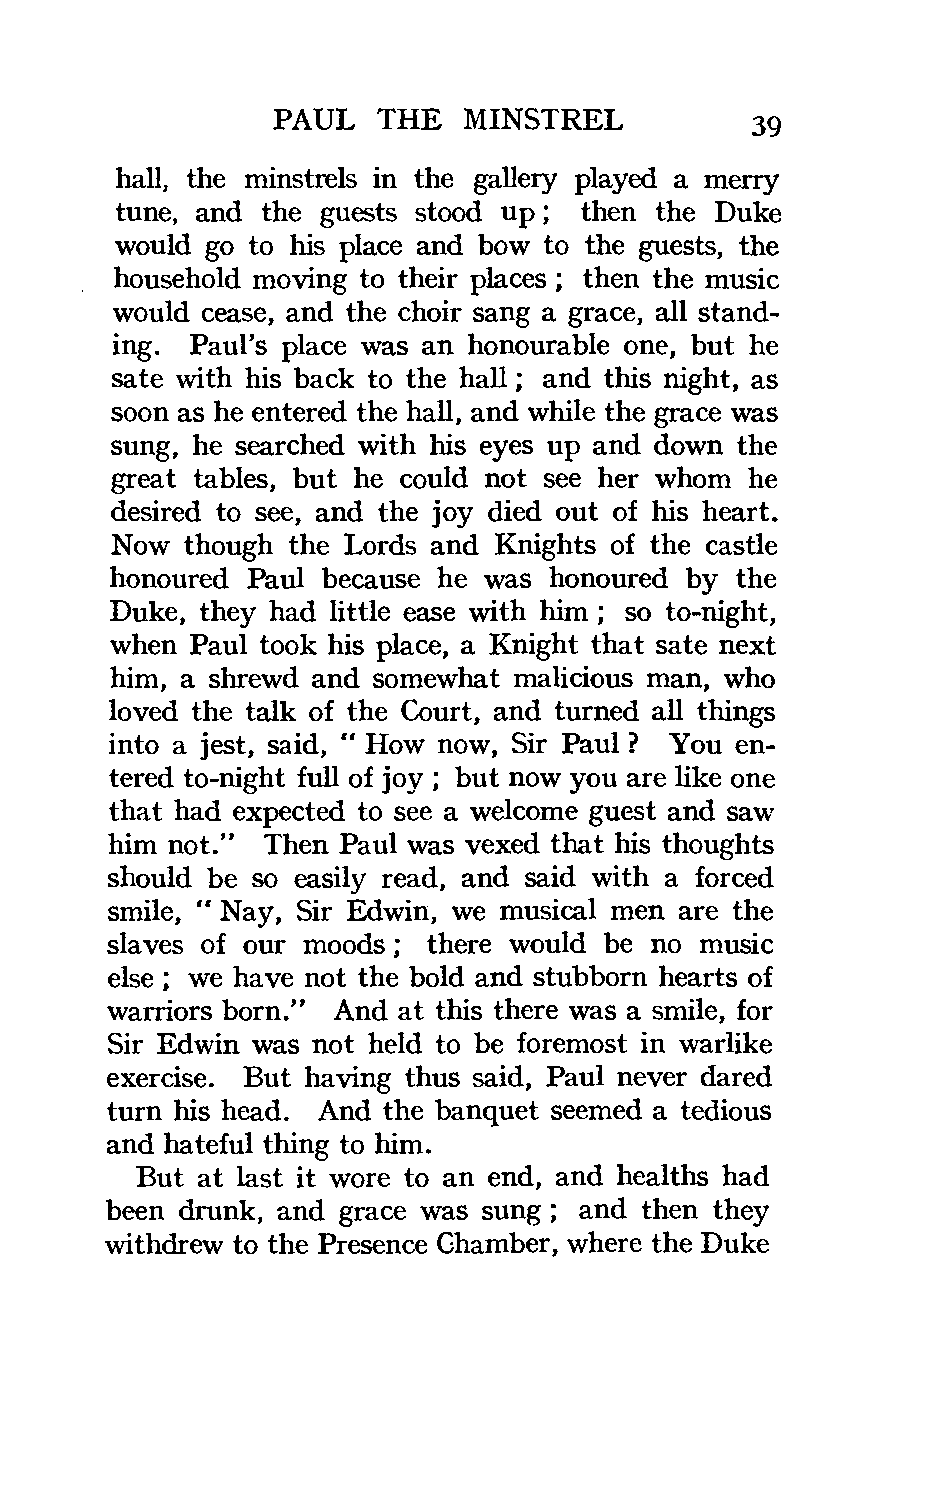 PAUL THE MINSTREL 39
hall, the minstrels in the gallery played a merry
tune, and the guests stood up ; then the Duke
would go to his place and bow to the guests, the
household moving to their places ; then the music
would cease, and the choir sang a grace, all stand-
ing. Paul's place was an honourable one, but he
sate with his back to the hall ; and this night, as
soon as he entered the hall, and while the grace was
sung, he searched with his eyes up and down the
great tables, but he could not see her whom he
desired to see, and the joy died out of his heart.
Now though the Lords and Knights of the castle
honoured Paul because he was honoured by the
Duke, they had little ease with him ; so to-night,
when Paul took his place, a Knight that sate next
him, a shrewd and somewhat malicious man, who
loved the talk of the Court, and turned all things
into a jest, said, " How now, Sir Paul ? You en-
tered to-night full of joy ; but now you are like one
that had expected to see a welcome guest and saw
him not." Then Paul was vexed that his thoughts
should be so easily read, and said with a forced
smile, " Nay, Sir Edwin, we musical men are the
slaves of our moods ; there would be no music
else ; we have not the bold and stubborn hearts of
warriors born." And at this there was a smile, for
Sir Edwin was not held to be foremost in warlike
exercise. But having thus said, Paul never dared
turn his head. And the banquet seemed a tedious
and hateful thing to him.
But at last it wore to an end, and healths had
been drunk, and grace was sung ; and then they
withdrew to the Presence Chamber, where the Duke